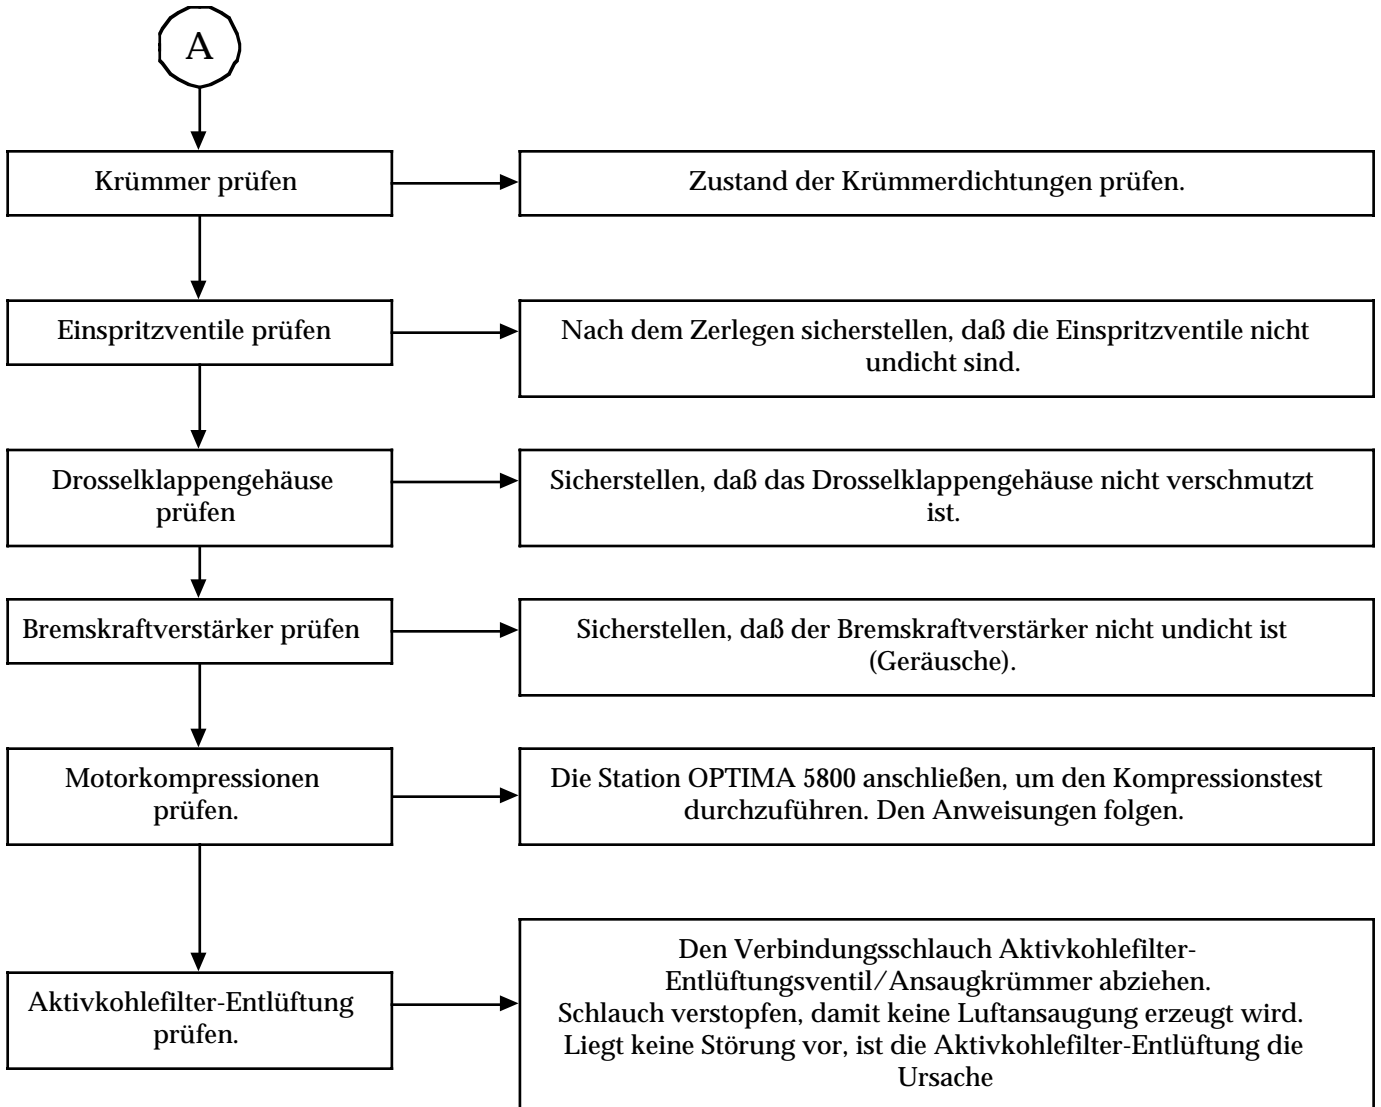 A
Krümmer prüfen
Zustand der Krümmerdichtungen prüfen.
Einspritzventile prüfen
Nach dem Zerlegen sicherstellen, daß die Einspritzventile nicht
undicht sind.
Drosselklappengehäuse
prüfen
Sicherstellen, daß das Drosselklappengehäuse nicht verschmutzt
ist.
Bremskraftverstärker prüfen
Sicherstellen, daß der Bremskraftverstärker nicht undicht ist
(Geräusche).
Motorkompressionen
prüfen.
Die Station OPTIMA 5800 anschließen, um den Kompressionstest
durchzuführen. Den Anweisungen folgen.
Aktivkohlefilter-Entlüftung
prüfen.
Den Verbindungsschlauch Aktivkohlefilter-
Entlüftungsventil/Ansaugkrümmer abziehen.
Schlauch verstopfen, damit keine Luftansaugung erzeugt wird.
Liegt keine Störung vor, ist die Aktivkohlefilter-Entlüftung die
Ursache